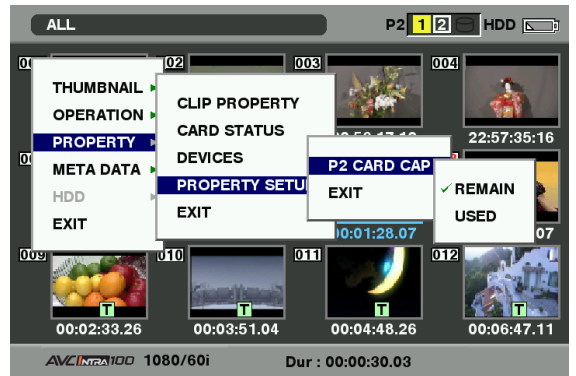 ALL P2 1 2 HDD
003 004
THUMBNAIL
OPERATION
PROPERTY
META DATA
HDD
EXIT
CLIP PROPERTY
CARD STATUS
DEVICES
PROPERTY SETU
EXIT
P2 CARD CAP
EXIT
REMAIN
USED
22:57:35:16
00:01:28.07
07
009 010 011 012
T T T T
00:02:33.26 00:03:51.04 00:04:48.26 00:06:47.11
AVC INTRA 100 1080/60i Dur : 00:00:30.03